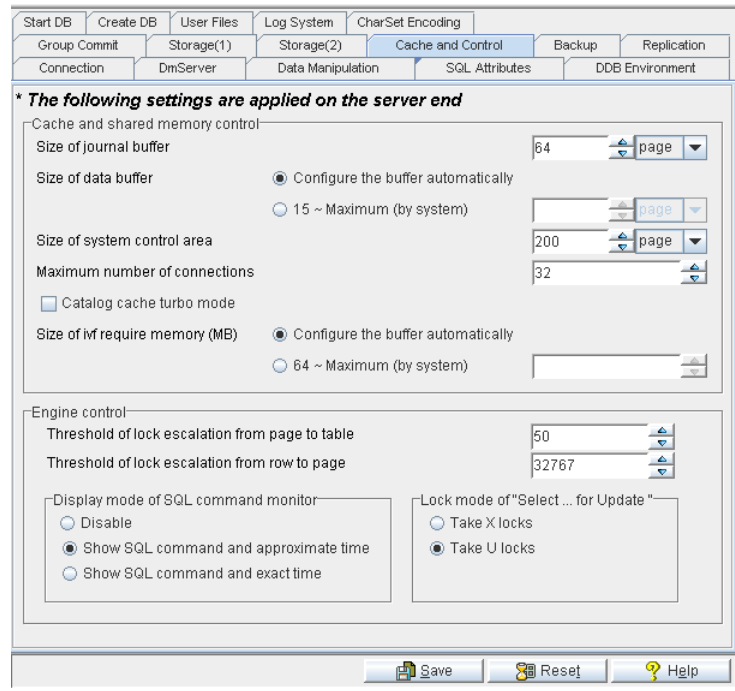 Start DB Create DB User Files Log System CharSet Encoding
Group Commit Storage(1) Storage(2) Cache and Control Backup Replication
Connection DmServer Data Manipulation SQL Attributes DDB Environment
* The following settings are applied on the server end
Cache and shared memory control
Size of journal buffer 64 page
Size of data buffer Configure the buffer automatically
15 ~ Maximum (by system) page
Size of system control area 200 page
Maximum number of connections 32
Catalog cache turbo mode
Size of ivf require memory (MB) Configure the buffer automatically
64 ~ Maximum (by system)
Engine control
Threshold of lock escalation from page to table 50
Threshold of lock escalation from row to page 32767
Display mode of SQL command monitor Lock mode of "Select ... for Update "
Disable Take X locks
Show SQL command and approximate time Take U locks
Show SQL command and exact time
Save Reset Help